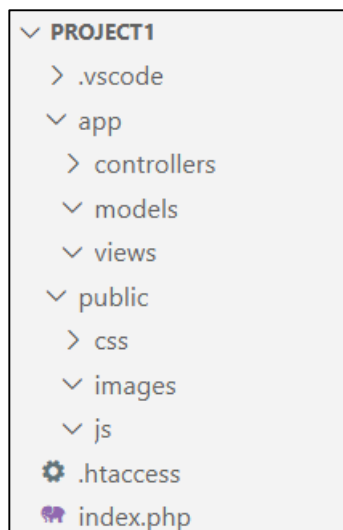 PROJECT1
.vscode
app
controllers
models
views
public
css
images
js
.htaccess
index.php